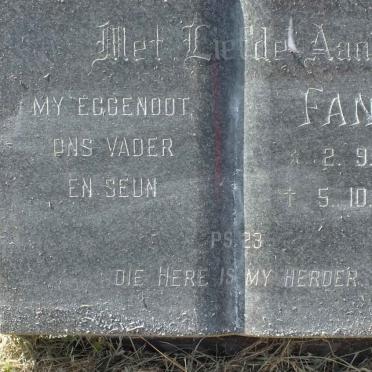 Met Liefde Aan
MY EGGENOOT
ONS VADER
EN SEUN
FAN
* 2. 9.
† 5. 10.
PS. 23
DIE HERE IS MY HERDER